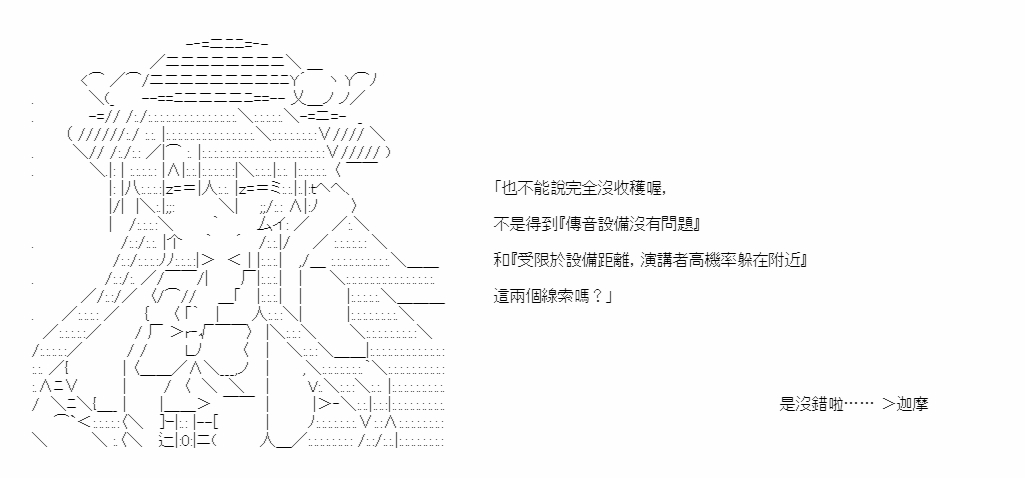 「也不能說完全沒收穫喔,
不是得到『傳音設備沒有問題』
和『受限於設備距離, 演講者高機率躲在附近』
這兩個線索嗎？」
是沒錯啦…… ＞迦摩